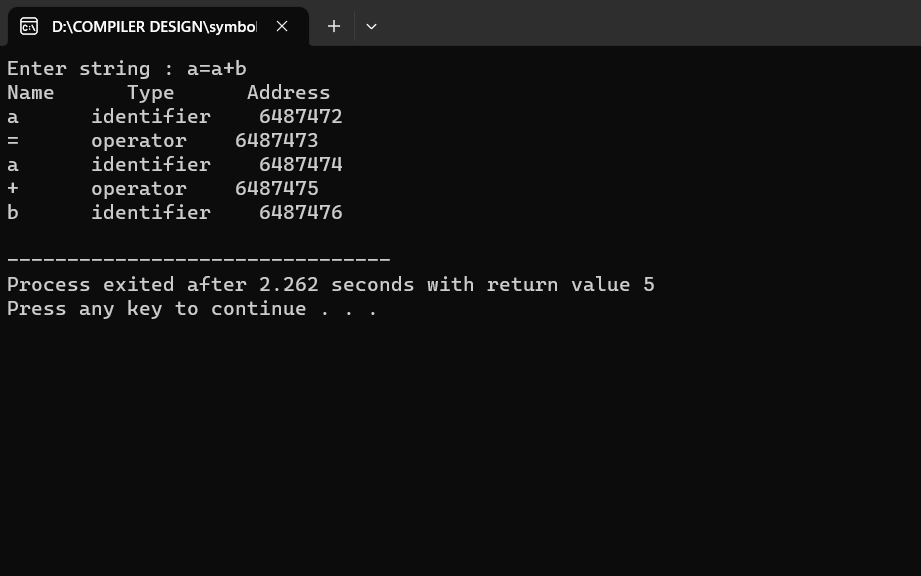 D:\COMPILER DESIGN\symbol
Enter string : a=a+b
Name      Type      Address
a      identifier    6487472
=      operator    6487473
a      identifier    6487474
+      operator    6487475
b      identifier    6487476
--------------------------------
Process exited after 2.262 seconds with return value 5
Press any key to continue . . .